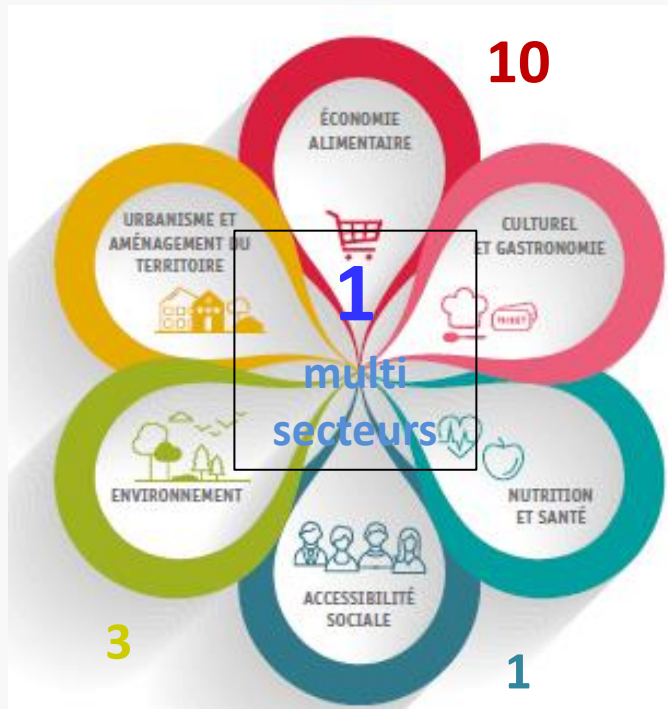 10
ÉCONOMIE
ALIMENTAIRE
URBANISME ET
AMÉNAGEMENT DU
TERRITOIRE
CULTUREL
ET GASTRONOMIE
1
multi
secteurs
ENVIRONNEMENT
NUTRITION
ET SANTÉ
ACCESSIBILITÉ
SOCIALE
3
1